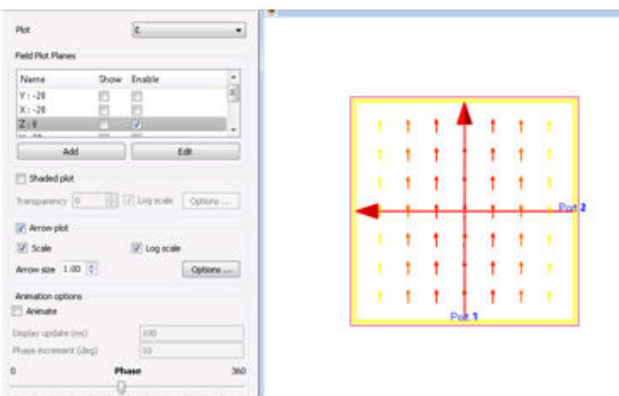 Plot E
Field Plot Planes
Name Show Enable
Y : -20
X : -20
Z : 0
Add Edit
Shaded plot
Transparency 0 Log scale Options ...
Arrow plot
Scale Log scale
Arrow size 1.00 Options ...
Animation options
Animate
Display update (ms) 100
Phase increment (deg) 10
0 Phase 360
Port 2
Port 1